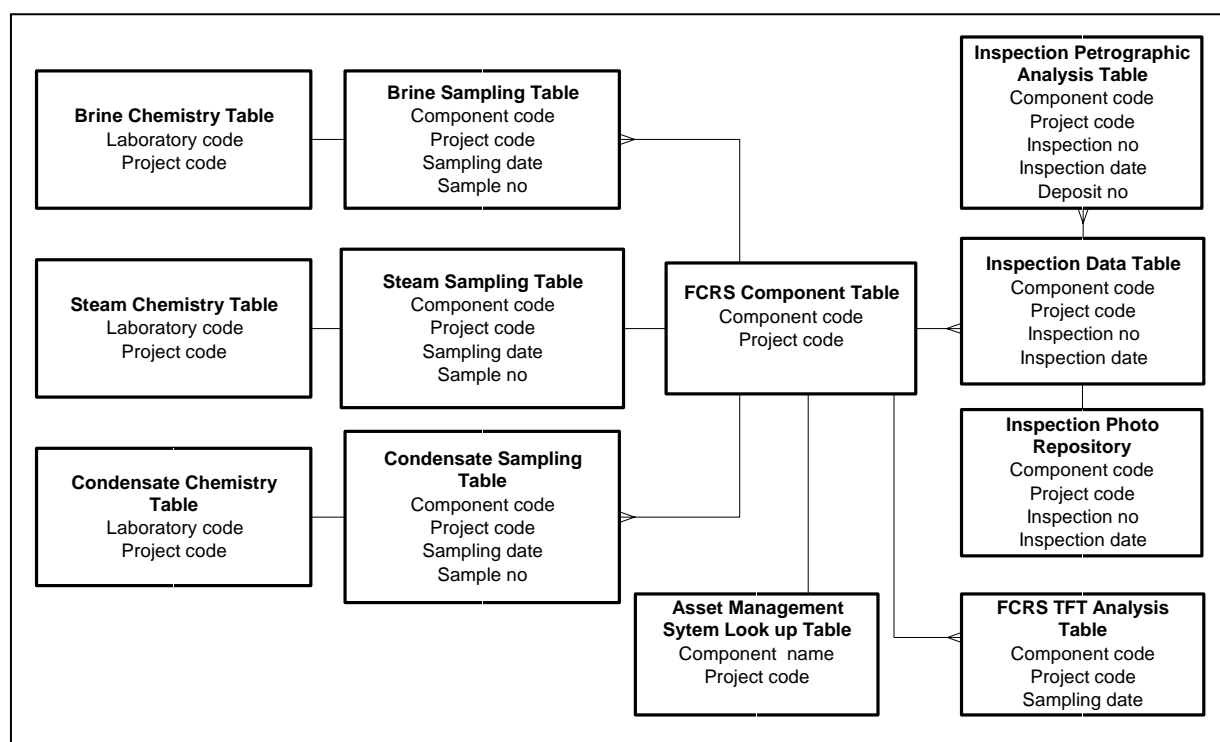 Brine Chemistry Table
Laboratory code
Project code
Brine Sampling Table
Component code
Project code
Sampling date
Sample no
Inspection Petrographic
Analysis Table
Component code
Project code
Inspection no
Inspection date
Deposit no
Steam Chemistry Table
Laboratory code
Project code
Steam Sampling Table
Component code
Project code
Sampling date
Sample no
FCRS Component Table
Component code
Project code
Inspection Data Table
Component code
Project code
Inspection no
Inspection date
Condensate Chemistry
Table
Laboratory code
Project code
Condensate Sampling
Table
Component code
Project code
Sampling date
Sample no
Inspection Photo
Repository
Component code
Project code
Inspection no
Inspection date
Asset Management
Sytem Look up Table
Component name
Project code
FCRS TFT Analysis
Table
Component code
Project code
Sampling date